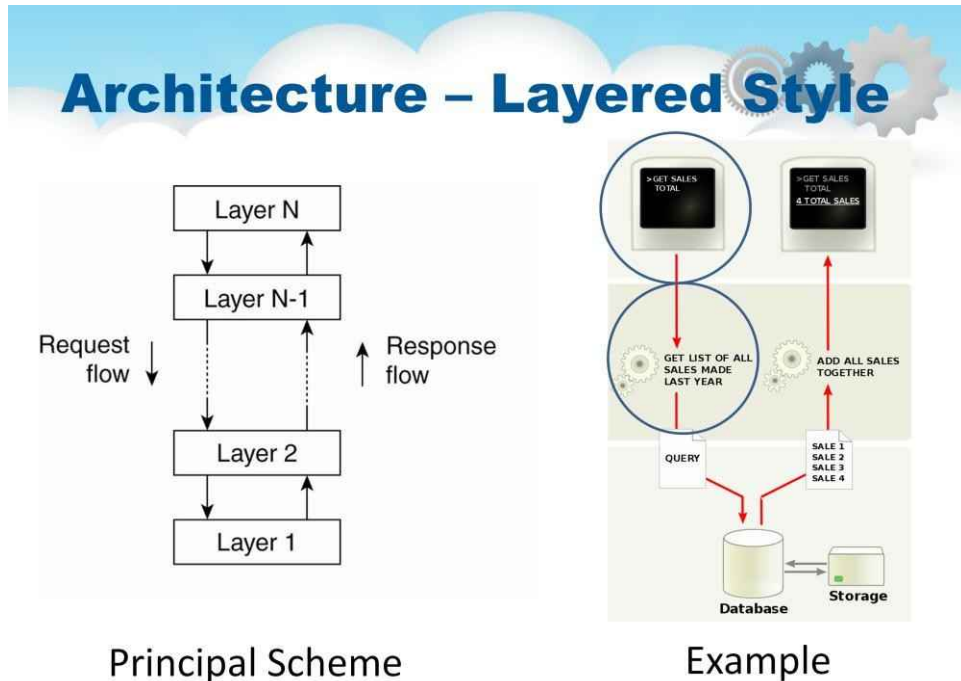 Architecture – Layered Style
Layer N
Layer N-1
Request
flow
Response
flow
Layer 2
Layer 1
Principal Scheme
>GET SALES
TOTAL
>GET SALES
TOTAL
4 TOTAL SALES
GET LIST OF ALL
SALES MADE
LAST YEAR
ADD ALL SALES
TOGETHER
QUERY
SALE 1
SALE 2
SALE 3
SALE 4
Database
Storage
Example